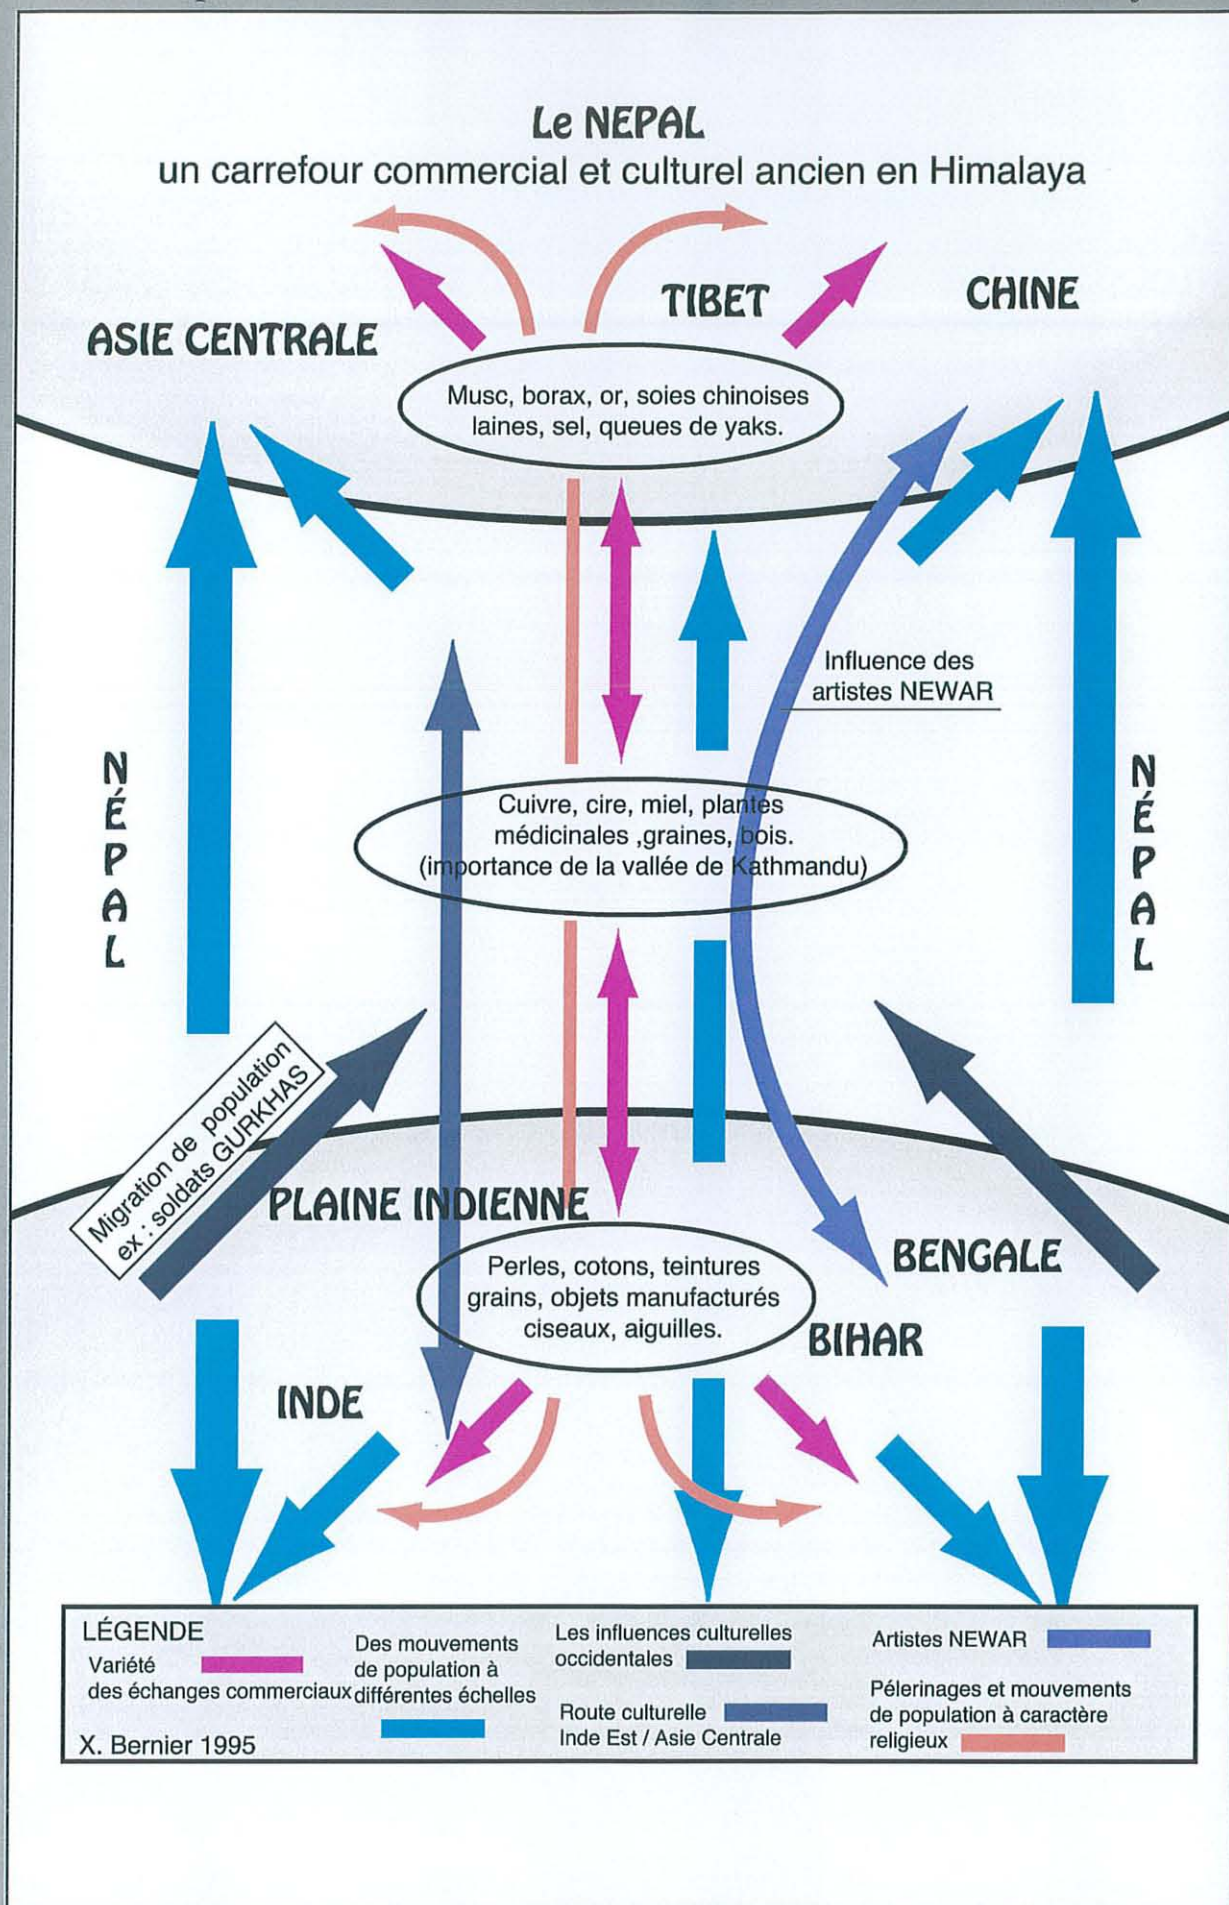 Le NEPAL
un carrefour commercial et culturel ancien en Himalaya
TIBET
CHINE
ASIE CENTRALE
Musc, borax, or, soies chinoises
laines, sel, queues de yaks.
Influence des
artistes NEWAR
NÉPAL
NÉPAL
Cuivre, cire, miel, plantes
médicinales ,graines, bois.
(importance de la vallée de Kathmandu)
Migration de population
ex : soldats GURKHAS
PLAINE INDIENNE
BENGALE
Perles, cotons, teintures
grains, objets manufacturés
ciseaux, aiguilles.
BIHAR
INDE
LÉGENDE
Variété
des échanges commerciaux
Des mouvements
de population à
différentes échelles
Les influences culturelles
occidentales
Route culturelle
Inde Est / Asie Centrale
Artistes NEWAR
Pélerinages et mouvements
de population à caractère
religieux
X. Bernier 1995